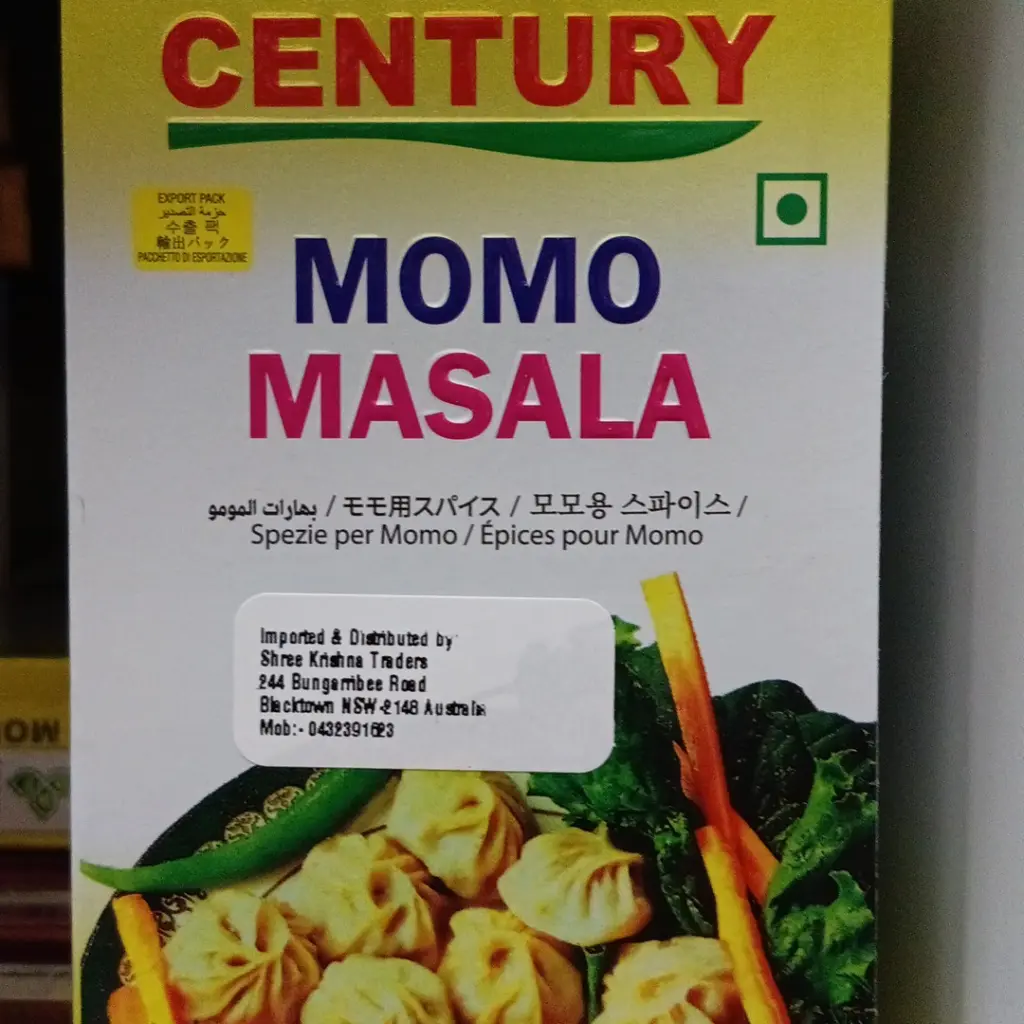 CENTURY
EXPORT PACK
حزمة التصدير
수출 팩
輸出パック
PACCHETTO DI ESPORTAZIONE
MOMO
MASALA
بهارات المومو / モモ用スパイス / 모모용 스파이스 /
Spezie per Momo / Épices pour Momo
Imported & Distributed by
Shree Krishna Traders
244 Bungarribee Road
Blacktown NSW-2148 Australia
Mob:- 0432391623
MO